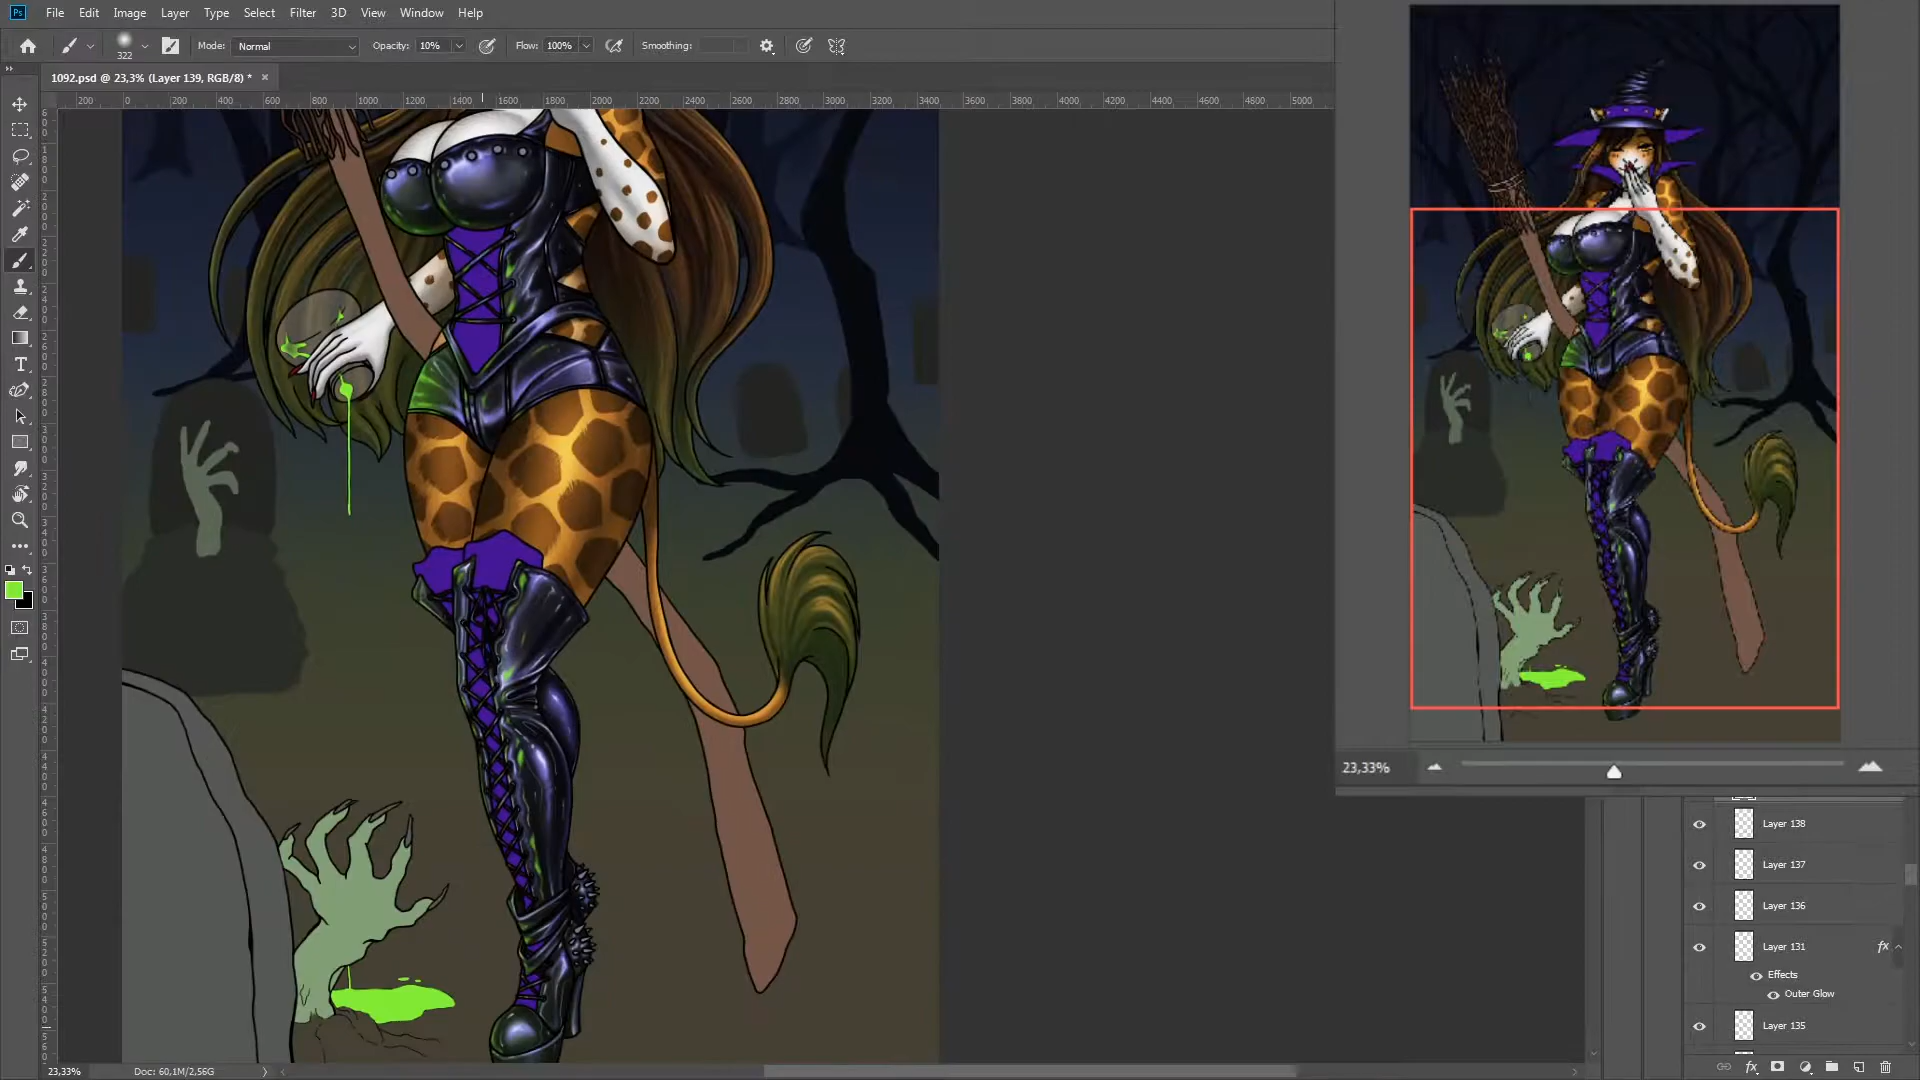 Ps File Edit Image Layer Type Select Filter 3D View Window Help
322 Mode: Normal Opacity: 10% Flow: 100% Smoothing:
1092.psd @ 23,3% (Layer 139, RGB/8) * ×
200 0 200 400 600 800 1000 1200 1400 1600 1800 2000 2200 2400 2600 2800 3000 3200 3400 3600 3800 4000 4200 4400 4600 4800 5000
23,33%
Layer 138
Layer 137
Layer 136
Layer 131 fx
Effects
Outer Glow
Layer 135
23,33% Doc: 60,1M/2,56G